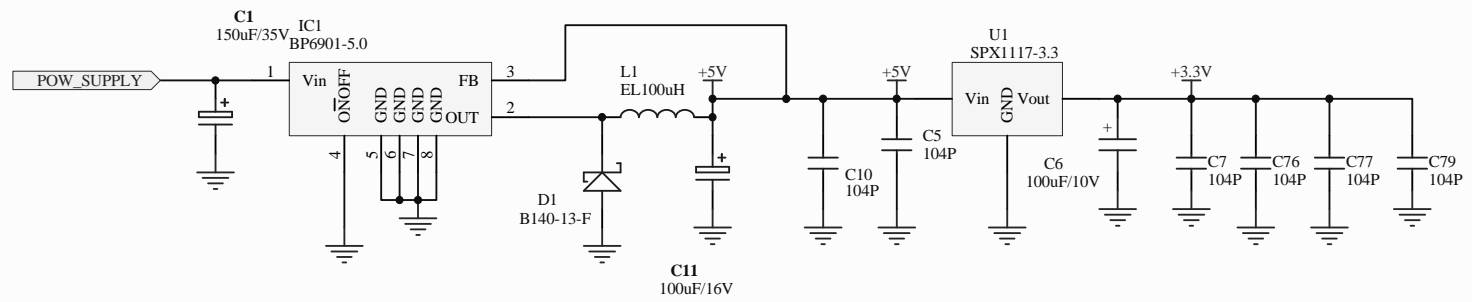 C1
150uF/35V
IC1
BP6901-5.0
POW_SUPPLY
1
Vin
ONOFF
GND
GND
GND
GND
FB
OUT
3
2
4
5
6
7
8
L1
EL100uH
D1
B140-13-F
+5V
C11
100uF/16V
C10
104P
+5V
C5
104P
U1
SPX1117-3.3
Vin
GND
Vout
C6
100uF/10V
+3.3V
C7
104P
C76
104P
C77
104P
C79
104P